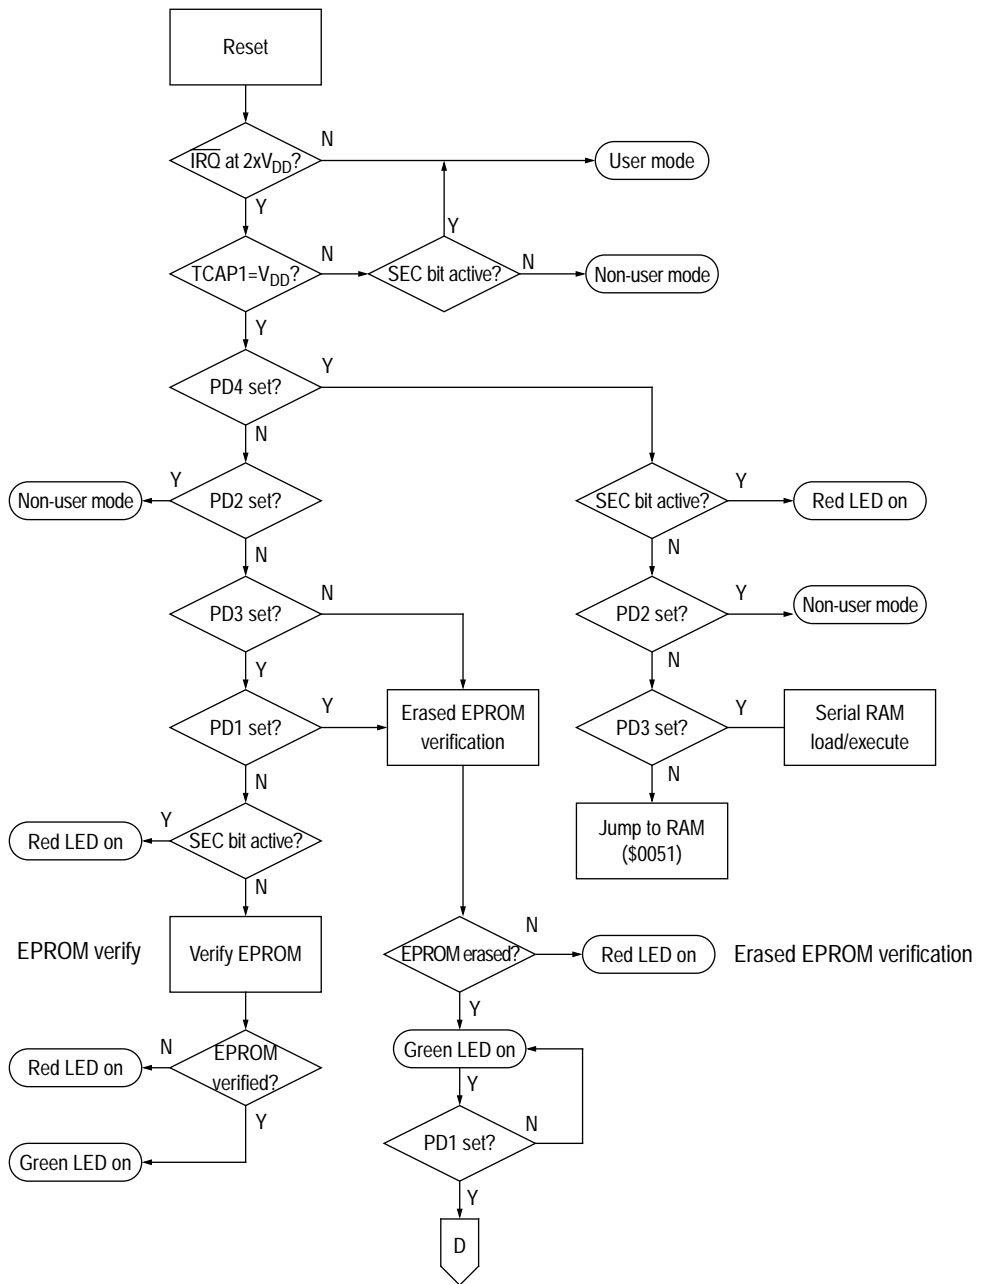 Reset
N
IRQ at 2xVDD?
User mode
Y
Y
N
TCAP1=VDD?
SEC bit active?
N
Non-user mode
Y
Y
PD4 set?
N
Y
Non-user mode
PD2 set?
SEC bit active?
Y
Red LED on
N
N
N
PD3 set?
Y
PD2 set?
Y
Non-user mode
N
Y
PD1 set?
Erased EPROM
verification
PD3 set?
Y
Serial RAM
load/execute
N
N
Y
Red LED on
SEC bit active?
Jump to RAM
($0051)
N
EPROM verify
Verify EPROM
EPROM erased?
N
Red LED on
Erased EPROM verification
Y
Green LED on
N
Red LED on
EPROM
verified?
Y
Y
PD1 set?
N
Green LED on
Y
D